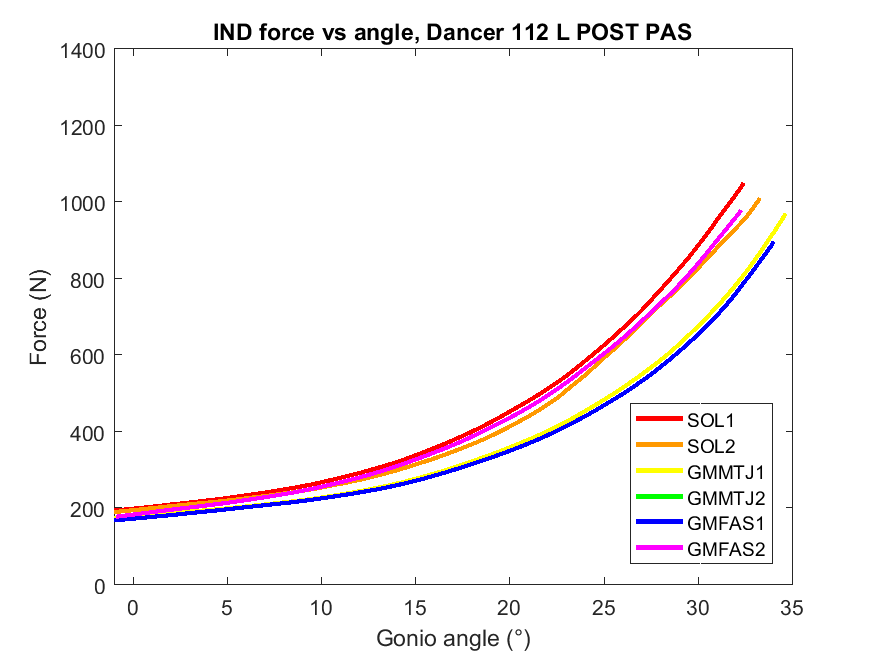 IND force vs angle, Dancer 112 L POST PAS
1400
1200
1000
800
600
400
200
0
Force (N)
0 5 10 15 20 25 30 35
Gonio angle (°)
SOL1
SOL2
GMMTJ1
GMMTJ2
GMFAS1
GMFAS2